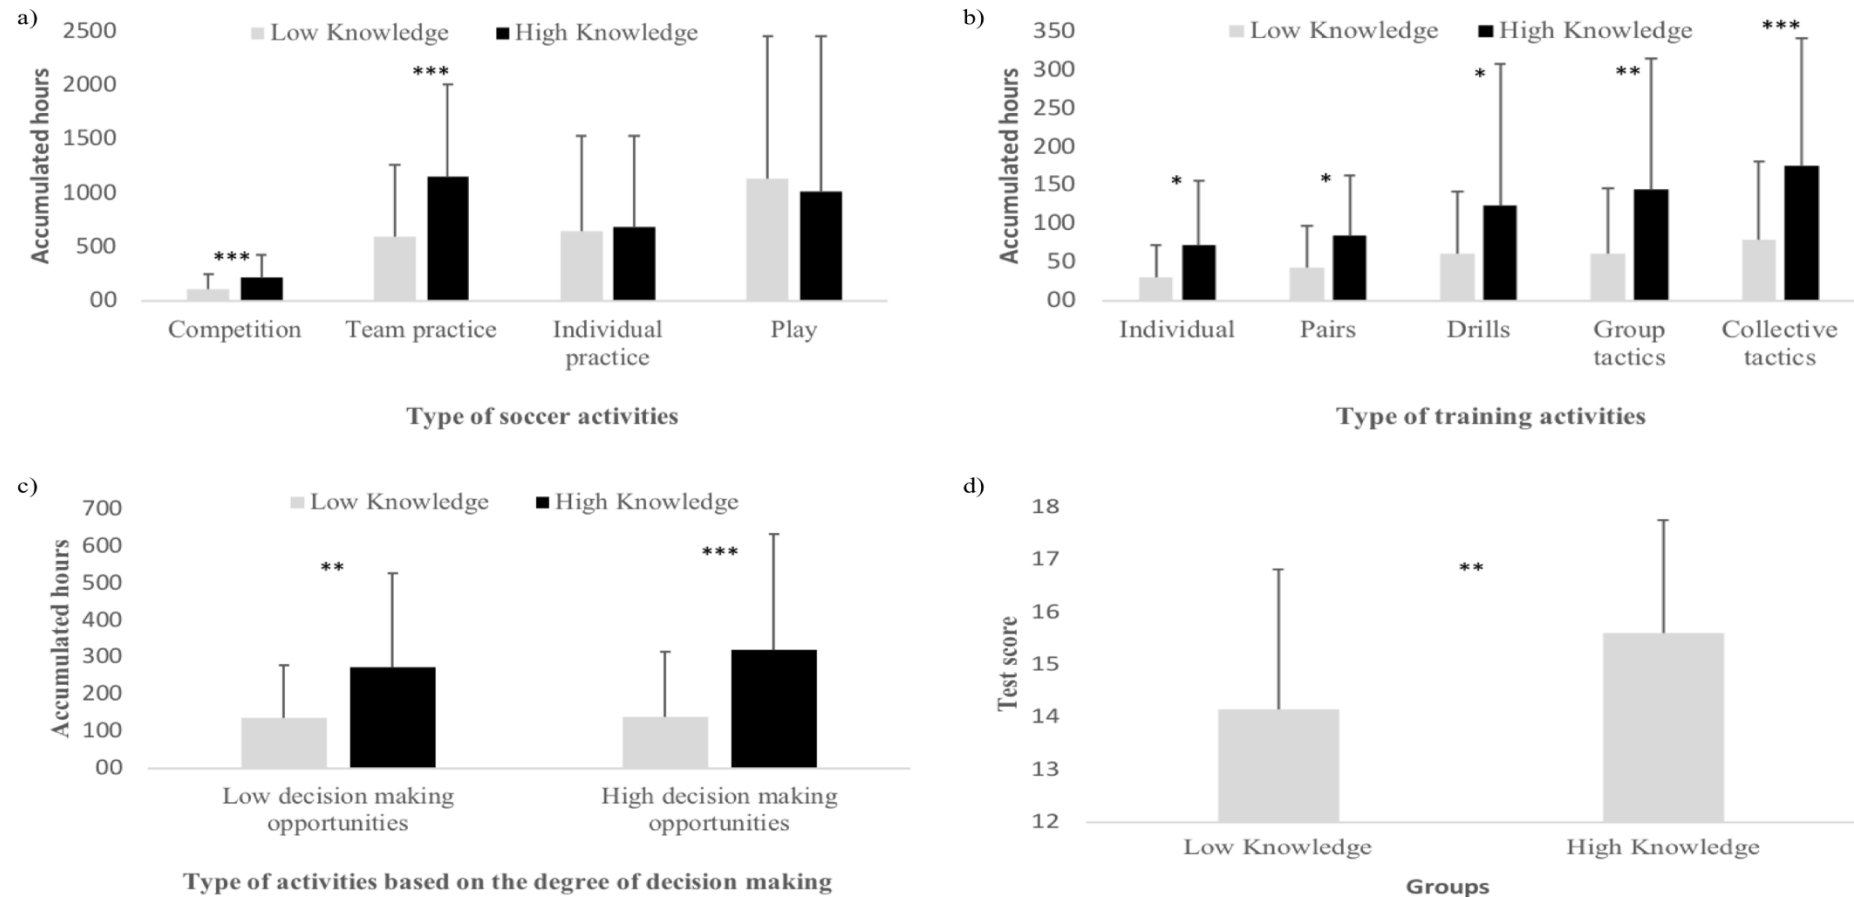 a)
Low Knowledge High Knowledge
2500
2000
1500
1000
500
00
Accumulated hours
***
***
Competition Team practice Individual practice Play
Type of soccer activities
b)
Low Knowledge High Knowledge
350
300
250
200
150
100
50
00
Accumulated hours
*
*
*
**
***
Individual Pairs Drills Group tactics Collective tactics
Type of training activities
c)
Low Knowledge High Knowledge
700
600
500
400
300
200
100
00
Accumulated hours
**
***
Low decision making opportunities
High decision making opportunities
Type of activities based on the degree of decision making
d)
18
17
16
15
14
13
12
Test score
**
Low Knowledge High Knowledge
Groups